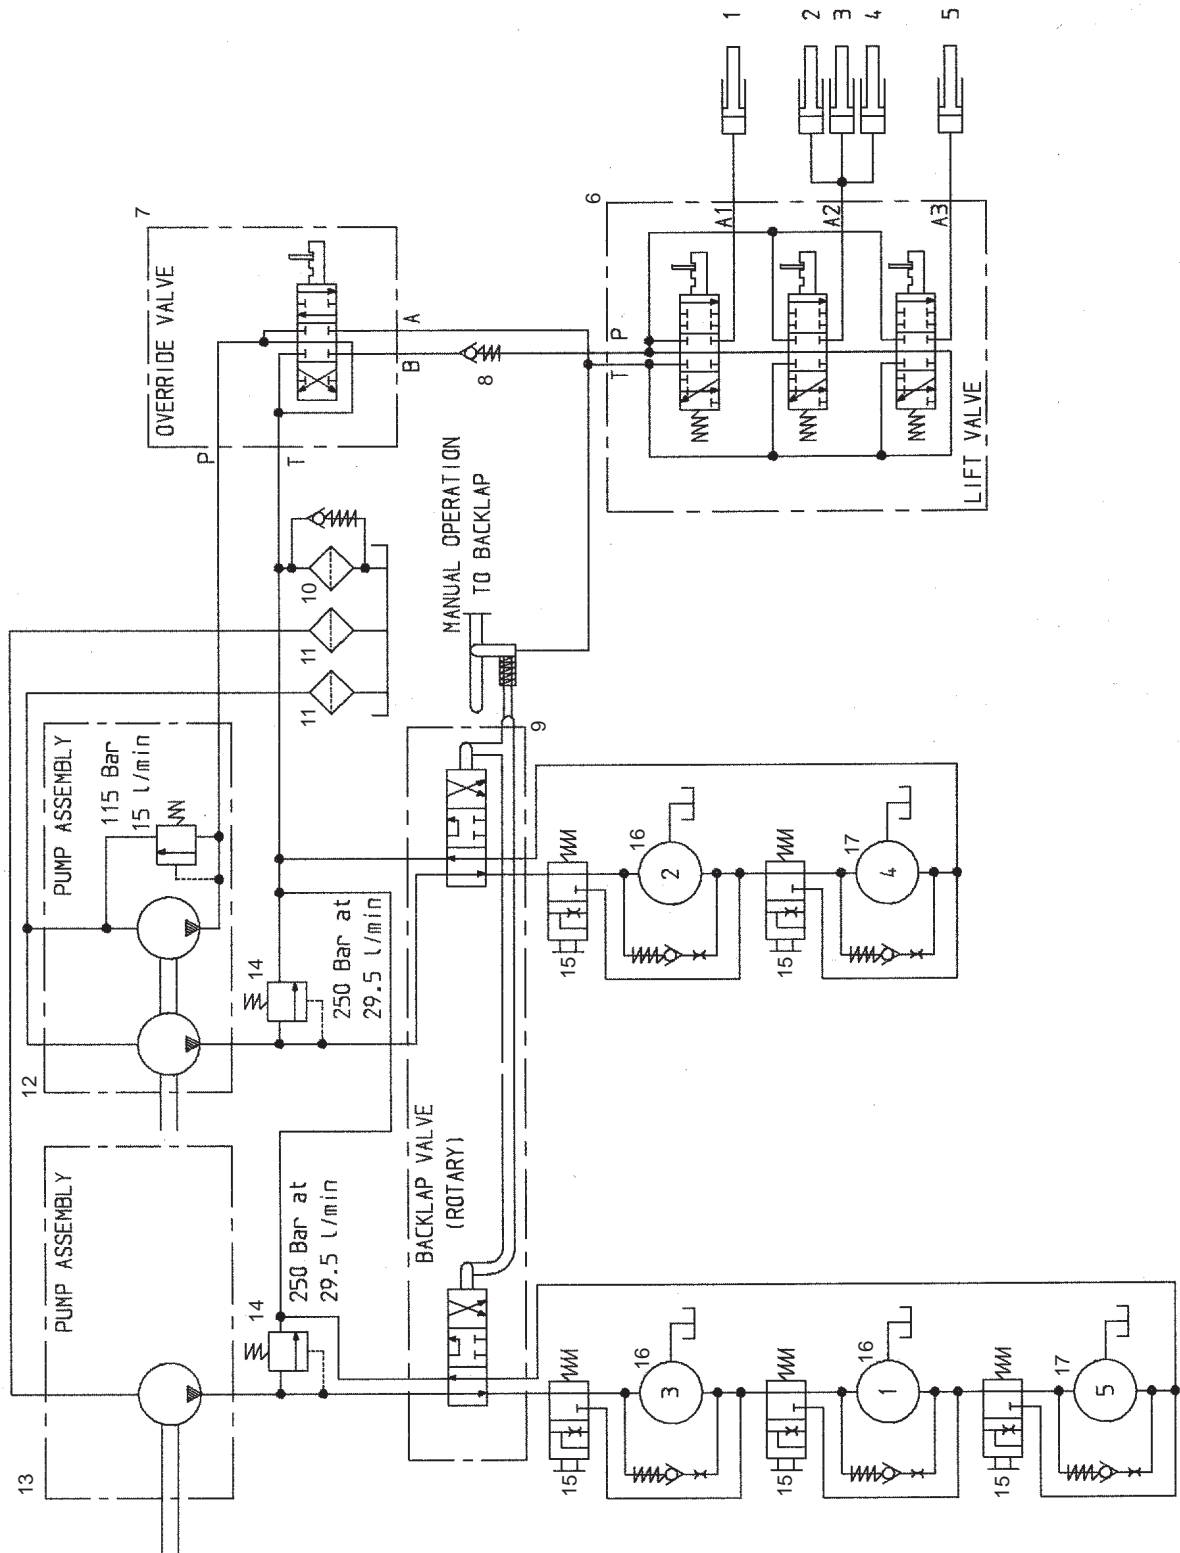 1
2
3
4
5
7
OVERRIDE VALVE
P
T
A
B
8
6
A1
A2
A3
P
T
LIFT VALVE
10
11
11
MANUAL OPERATION
TO BACKLAP
12
PUMP ASSEMBLY
115 Bar
15 l/min
14
250 Bar at
29.5 l/min
9
BACKLAP VALVE
(ROTARY)
13
PUMP ASSEMBLY
14
250 Bar at
29.5 l/min
15
16
2
15
17
4
15
16
3
15
16
1
15
17
5